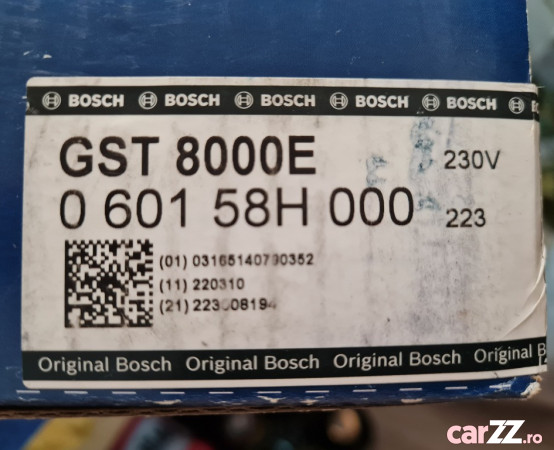 BOSCH BOSCH BOSCH BOSCH BOSCH
GST 8000E 230V
0 601 58H 000 223
(01) 03165140790352
(11) 220310
Original Bosch Original Bosch Original Bosch Original
carZZ.ro